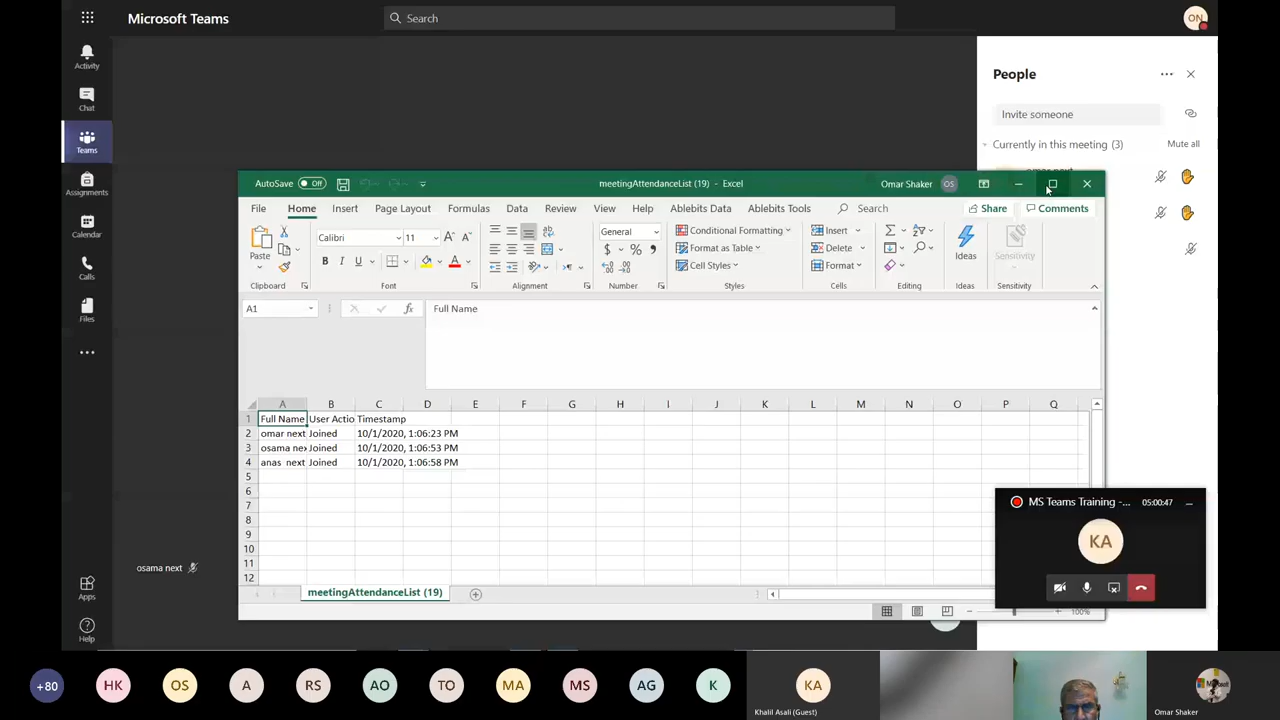 Microsoft Teams
Search
ON
Activity
Chat
Teams
Assignments
Calendar
Calls
Files
Apps
Help
People
Invite someone
Currently in this meeting (3)
Mute all
AutoSave Off
meetingAttendanceList (19) - Excel
Omar Shaker OS
File Home Insert Page Layout Formulas Data Review View Help Ablebits Data Ablebits Tools Search Share Comments
Paste
Calibri 11
B I U
General
$ % 9
Conditional Formatting
Format as Table
Cell Styles
Insert
Delete
Format
Ideas
Sensitivity
Clipboard Font Alignment Number Styles Cells Editing Ideas Sensitivity
A1 fx Full Name
A B C D E F G H I J K L M N O P Q
1 Full Name User Actio Timestamp
2 omar next Joined 10/1/2020, 1:06:23 PM
3 osama nex Joined 10/1/2020, 1:06:53 PM
4 anas next Joined 10/1/2020, 1:06:58 PM
5
6
7
8
9
10
11
12
meetingAttendanceList (19)
100%
osama next
MS Teams Training -... 05:00:47
KA
+80 HK OS A RS AO TO MA MS AG K KA
Khalil Asali (Guest)
Omar Shaker